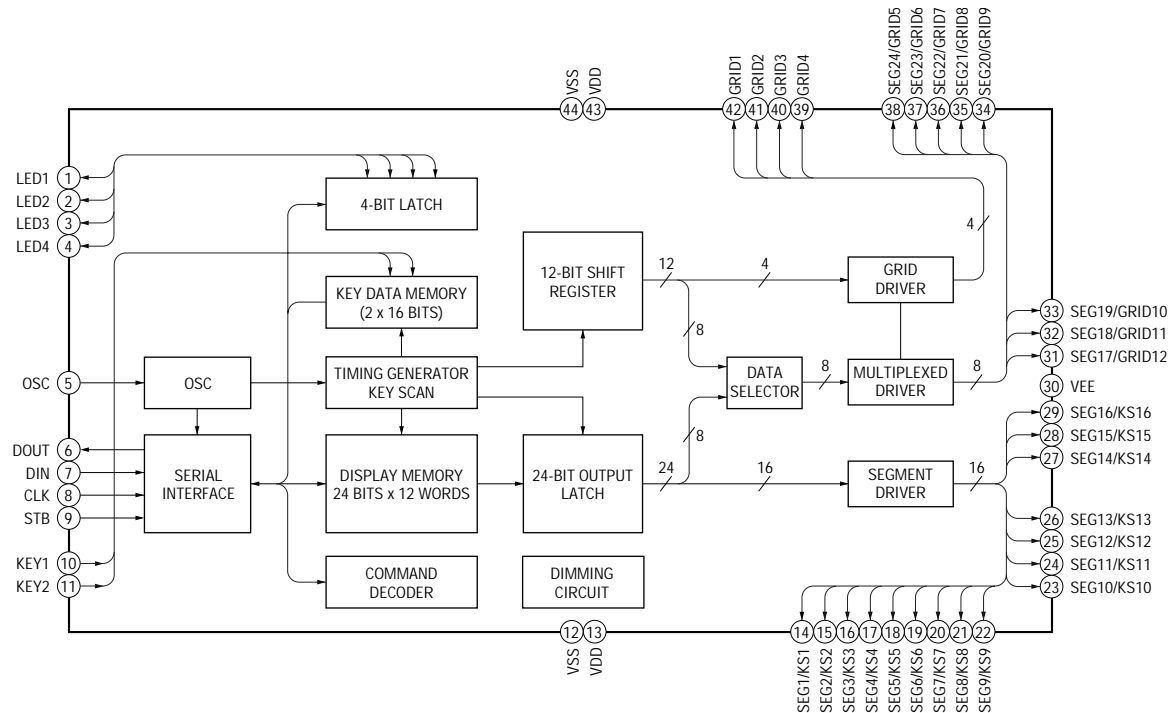 VSS
VDD
GRID1
GRID2
GRID3
GRID4
SEG24/GRID5
SEG23/GRID6
SEG22/GRID7
SEG21/GRID8
SEG20/GRID9
44
43
42
41
40
39
38
37
36
35
34
LED1
1
LED2
2
LED3
3
LED4
4
4-BIT LATCH
4
KEY DATA MEMORY
(2 x 16 BITS)
12-BIT SHIFT
REGISTER
12
4
8
GRID
DRIVER
33
SEG19/GRID10
32
SEG18/GRID11
31
SEG17/GRID12
OSC
5
OSC
TIMING GENERATOR
KEY SCAN
DATA
SELECTOR
8
MULTIPLEXED
DRIVER
8
30
VEE
29
SEG16/KS16
28
SEG15/KS15
27
SEG14/KS14
DOUT
6
DIN
7
CLK
8
STB
9
SERIAL
INTERFACE
DISPLAY MEMORY
24 BITS x 12 WORDS
24-BIT OUTPUT
LATCH
8
24
16
SEGMENT
DRIVER
16
26
SEG13/KS13
25
SEG12/KS12
24
SEG11/KS11
23
SEG10/KS10
KEY1
10
KEY2
11
COMMAND
DECODER
DIMMING
CIRCUIT
12
13
14
15
16
17
18
19
20
21
22
VSS
VDD
SEG1/KS1
SEG2/KS2
SEG3/KS3
SEG4/KS4
SEG5/KS5
SEG6/KS6
SEG7/KS7
SEG8/KS8
SEG9/KS9